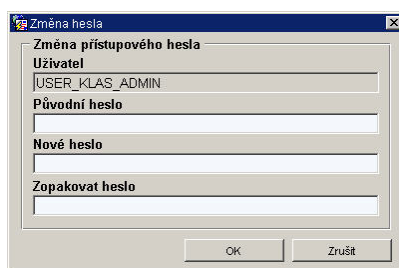 Změna hesla
Změna přístupového hesla
Uživatel
USER_KLAS_ADMIN
Původní heslo
Nové heslo
Zopakovat heslo
OK
Zrušit